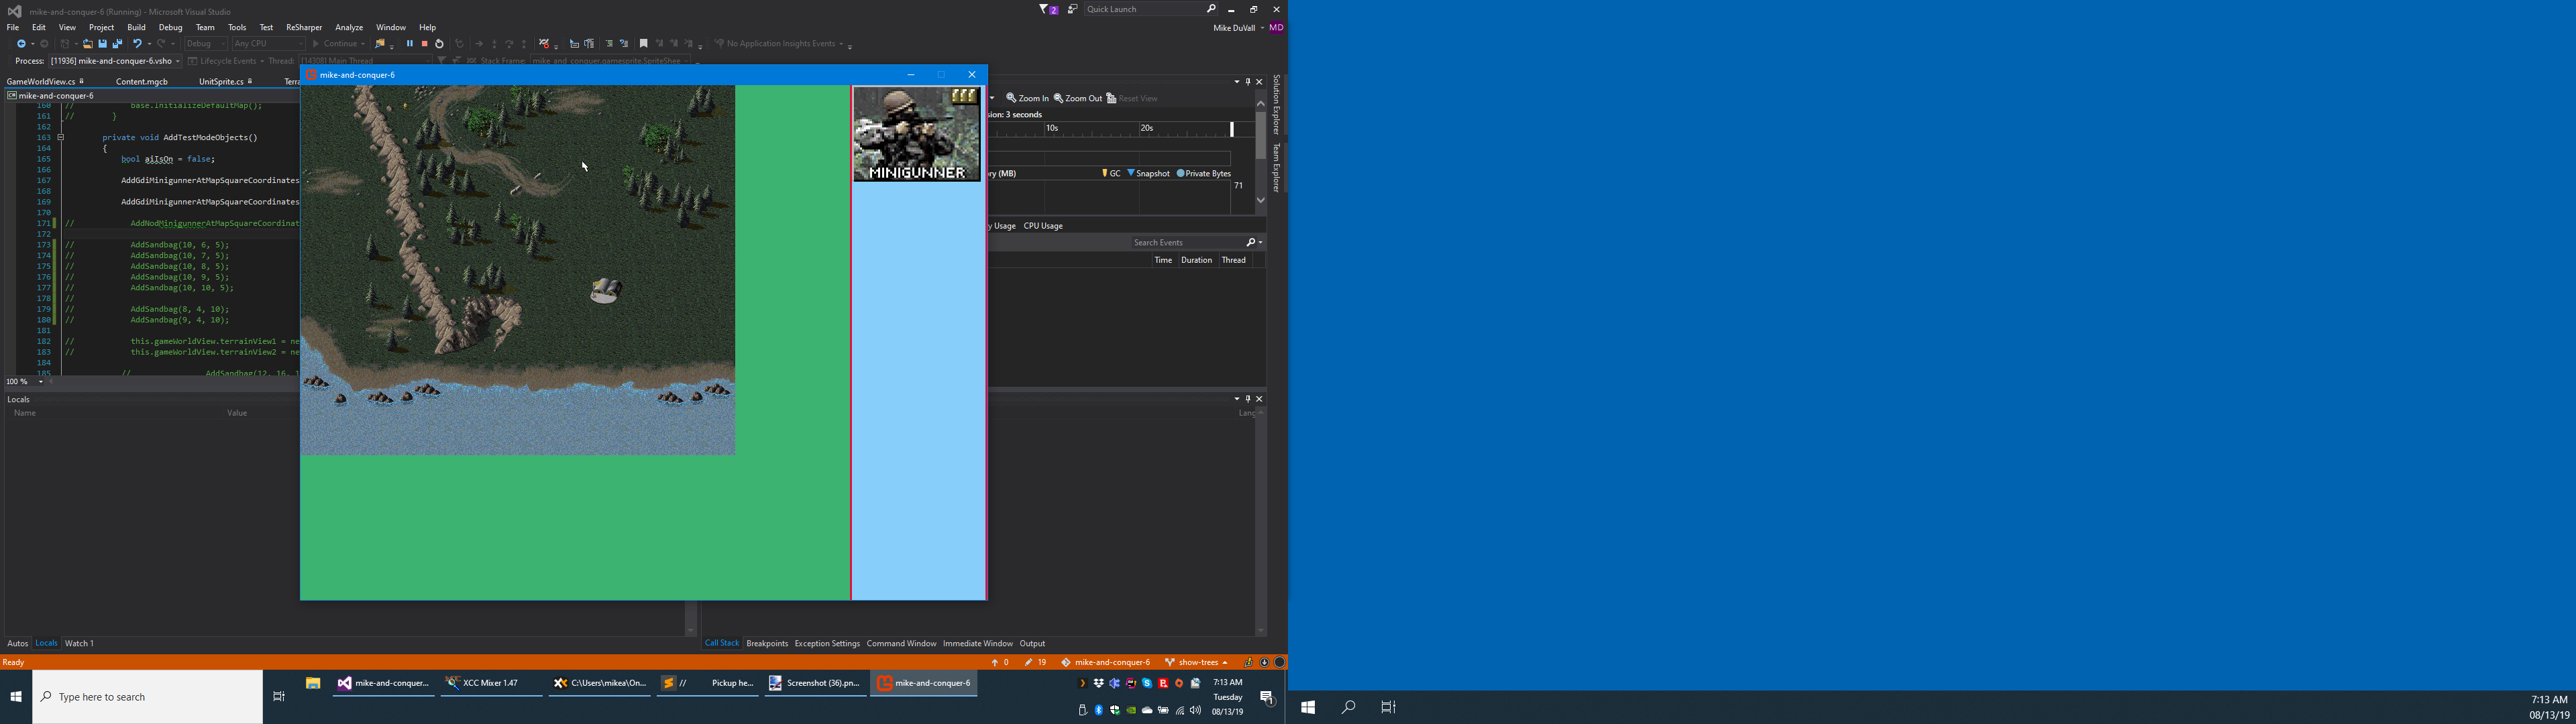 mike-and-conquer-6 (Running) - Microsoft Visual Studio
2
Quick Launch
File Edit View Project Build Debug Team Tools Test ReSharper Analyze Window Help
Mike DuVall MD
Debug Any CPU Continue No Application Insights Events
Process: [11936] mike-and-conquer-6.vsho Lifecycle Events Thread: [14308] Main Thread Stack Frame: mike_and_conquer.gamesprite.SpriteShee
mike-and-conquer-6
GameWorldView.cs Content.mgcb UnitSprite.cs Terra
mike-and-conquer-6
160 // base.InitializeDefaultMap();
161 // }
162
163 private void AddTestModeObjects()
164 {
165 bool aiIsOn = false;
166
167 AddGdiMinigunnerAtMapSquareCoordinates
168
169 AddGdiMinigunnerAtMapSquareCoordinates
170
171 // AddNodMinigunnerAtMapSquareCoordinat
172
173 // AddSandbag(10, 6, 5);
174 // AddSandbag(10, 7, 5);
175 // AddSandbag(10, 8, 5);
176 // AddSandbag(10, 9, 5);
177 // AddSandbag(10, 10, 5);
178 //
179 // AddSandbag(8, 4, 10);
180 // AddSandbag(9, 4, 10);
181
182 // this.gameWorldView.terrainView1 = ne
183 // this.gameWorldView.terrainView2 = ne
184
185 // AddSandbag(12, 16, 1
100 %
MINIGUNNER
Zoom In Zoom Out Reset View
sion: 3 seconds
10s 20s
ry (MB) GC Snapshot Private Bytes
71
y Usage CPU Usage
Search Events
Time Duration Thread
Solution Explorer
Team Explorer
Locals
Name Value
Lang
Autos Locals Watch 1
Call Stack Breakpoints Exception Settings Command Window Immediate Window Output
Ready
0 19 mike-and-conquer-6 show-trees
Type here to search
mike-and-conquer... XCC Mixer 1.47 C:\Users\mikea\On... // Pickup he... Screenshot (36).pn... mike-and-conquer-6
7:13 AM
Tuesday
08/13/19
1
7:13 AM
08/13/19